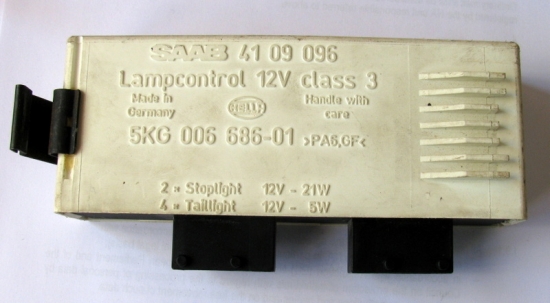 SAAB 41 09 096
Lampcontrol 12V class 3
Made in Germany
HELLA
Handle with care
5KG 006 686-01 >PA6,GF<
2 x Stoplight 12V - 21W
4 x Taillight 12V - 5W